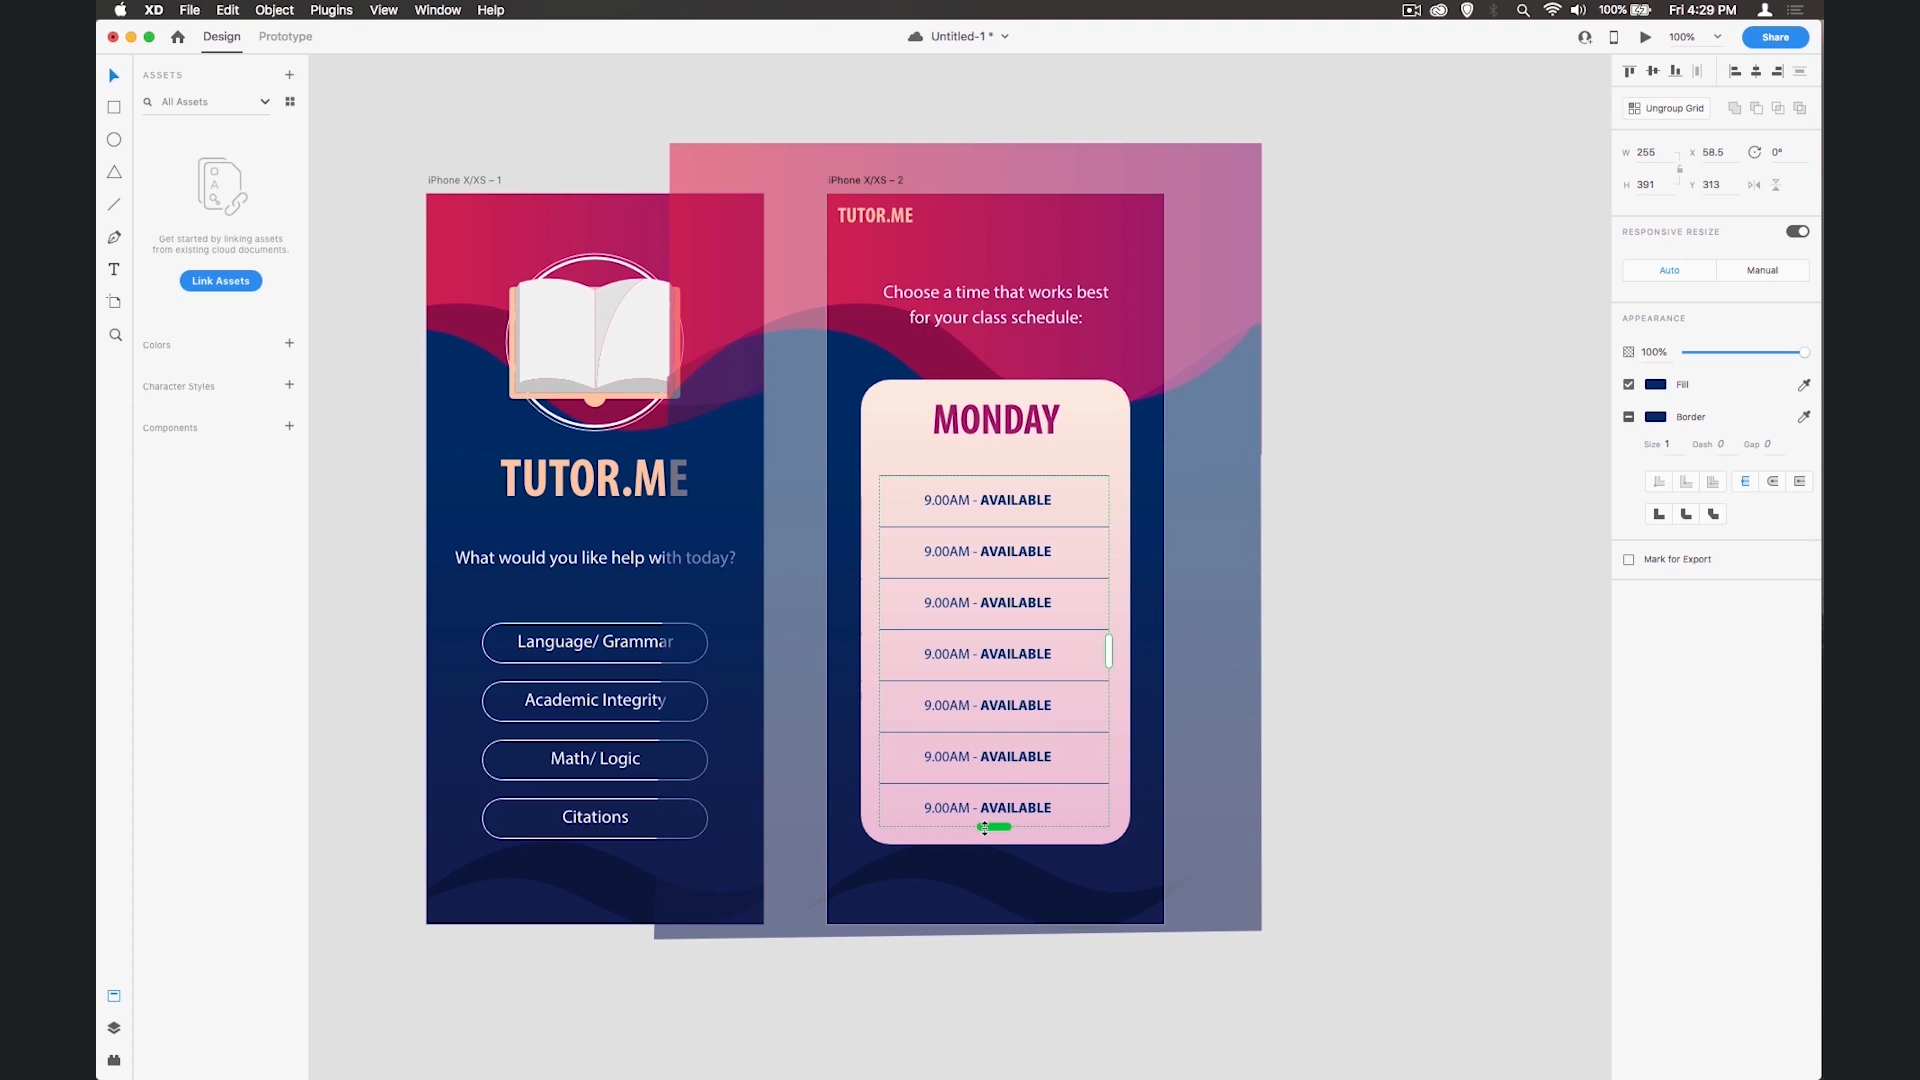 XD File Edit Object Plugins View Window Help
100% Fri 4:29 PM
Design Prototype
Untitled-1 *
100%
Share
ASSETS
All Assets
Get started by linking assets
from existing cloud documents.
Link Assets
Colors
Character Styles
Components
iPhone X/XS – 1
TUTOR.ME
What would you like help with today?
Language/ Grammar
Academic Integrity
Math/ Logic
Citations
iPhone X/XS – 2
TUTOR.ME
Choose a time that works best
for your class schedule:
MONDAY
9.00AM - AVAILABLE
9.00AM - AVAILABLE
9.00AM - AVAILABLE
9.00AM - AVAILABLE
9.00AM - AVAILABLE
9.00AM - AVAILABLE
9.00AM - AVAILABLE
Ungroup Grid
W 255 X 58.5 0°
H 391 Y 313
RESPONSIVE RESIZE
Auto Manual
APPEARANCE
100%
Fill
Border
Size 1 Dash 0 Gap 0
Mark for Export